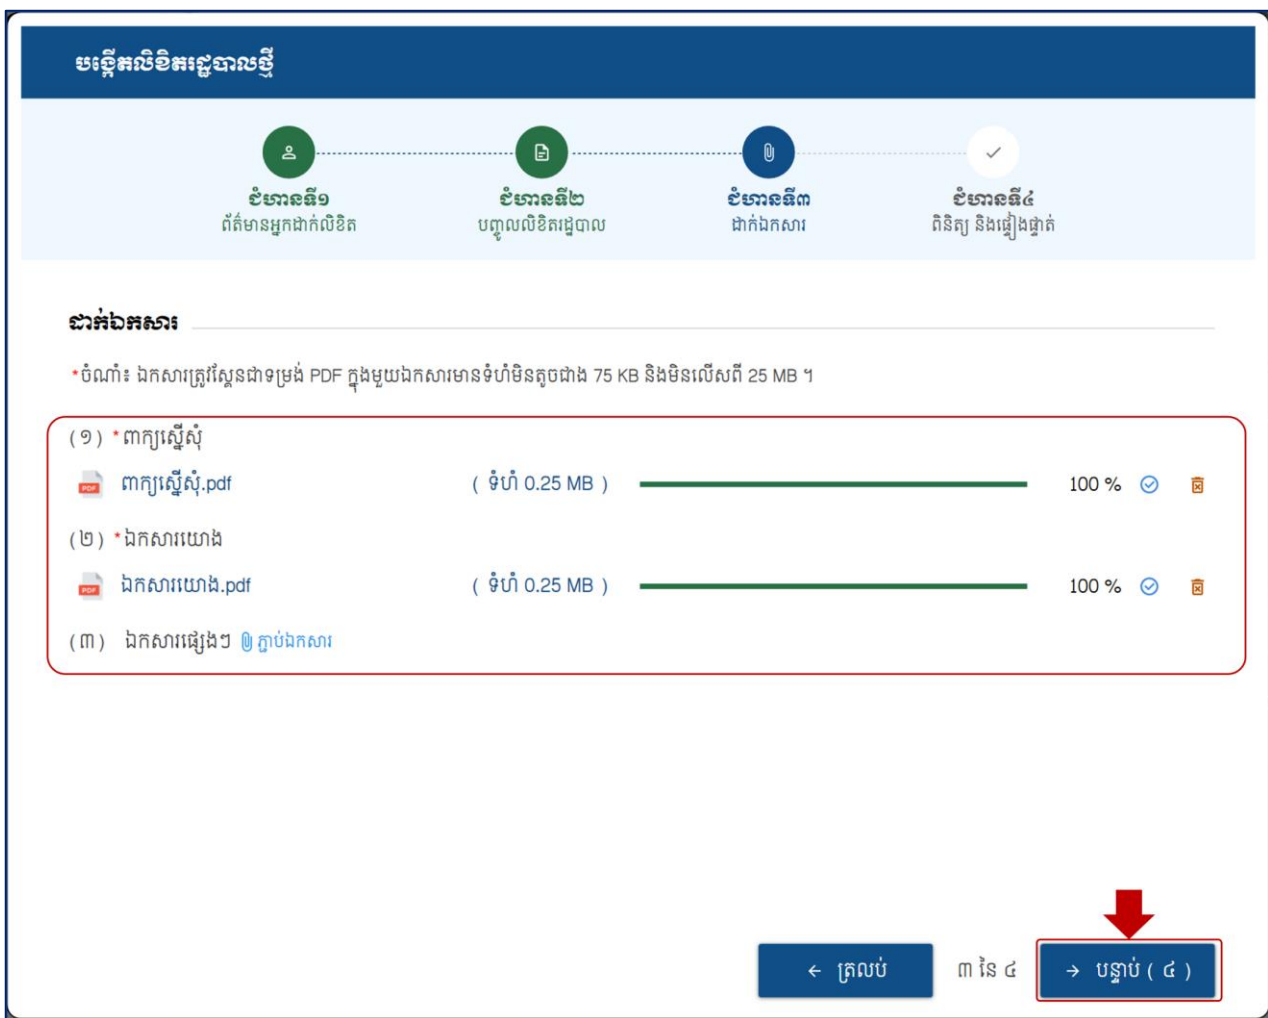 បង្កើតលិខិតរដ្ឋបាលថ្មី
ជំហានទី១
ព័ត៌មានអ្នកដាក់លិខិត
ជំហានទី២
បញ្ចូលលិខិតរដ្ឋបាល
ជំហានទី៣
ដាក់ឯកសារ
ជំហានទី៤
ពិនិត្យ និងផ្ទៀងផ្ទាត់
ដាក់ឯកសារ
*ចំណាំ៖ ឯកសារត្រូវស្កែនជាទម្រង់ PDF ក្នុងមួយឯកសារមានទំហំមិនតូចជាង 75 KB និងមិនលើសពី 25 MB ។
(១) *ពាក្យស្នើសុំ
PDF ពាក្យស្នើសុំ.pdf ( ទំហំ 0.25 MB ) 100 %
(២) *ឯកសារយោង
PDF ឯកសារយោង.pdf ( ទំហំ 0.25 MB ) 100 %
(៣) ឯកសារផ្សេងៗ ភ្ជាប់ឯកសារ
← ត្រលប់ ៣ នៃ ៤ → បន្ទាប់ ( ៤ )